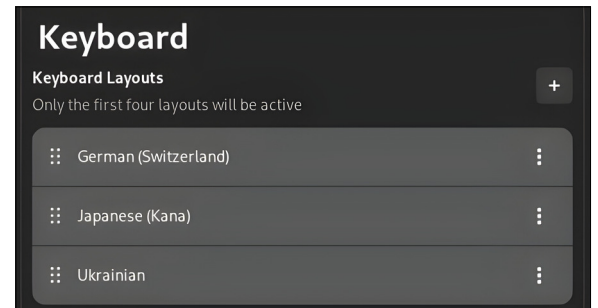 Keyboard
Keyboard Layouts
Only the first four layouts will be active
German (Switzerland)
Japanese (Kana)
Ukrainian